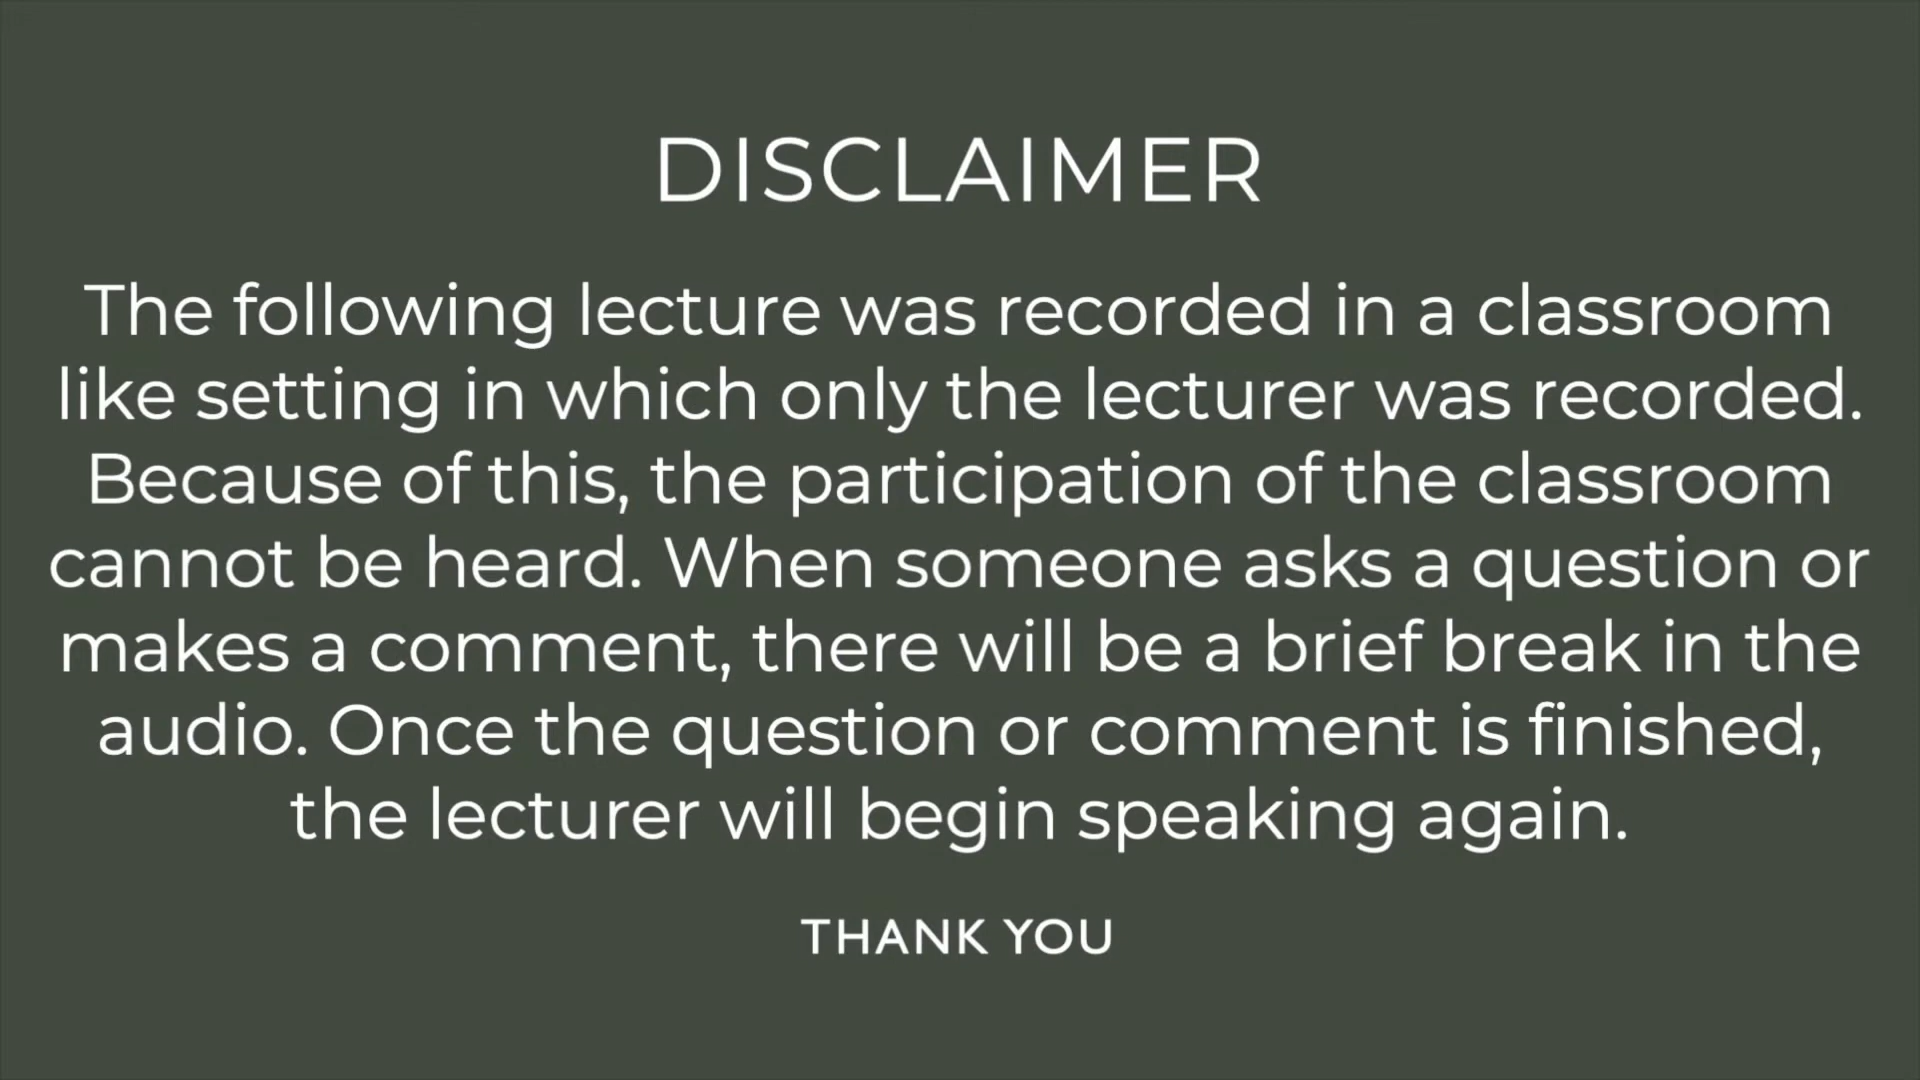 DISCLAIMER
The following lecture was recorded in a classroom
like setting in which only the lecturer was recorded.
Because of this, the participation of the classroom
cannot be heard. When someone asks a question or
makes a comment, there will be a brief break in the
audio. Once the question or comment is finished,
the lecturer will begin speaking again.
THANK YOU